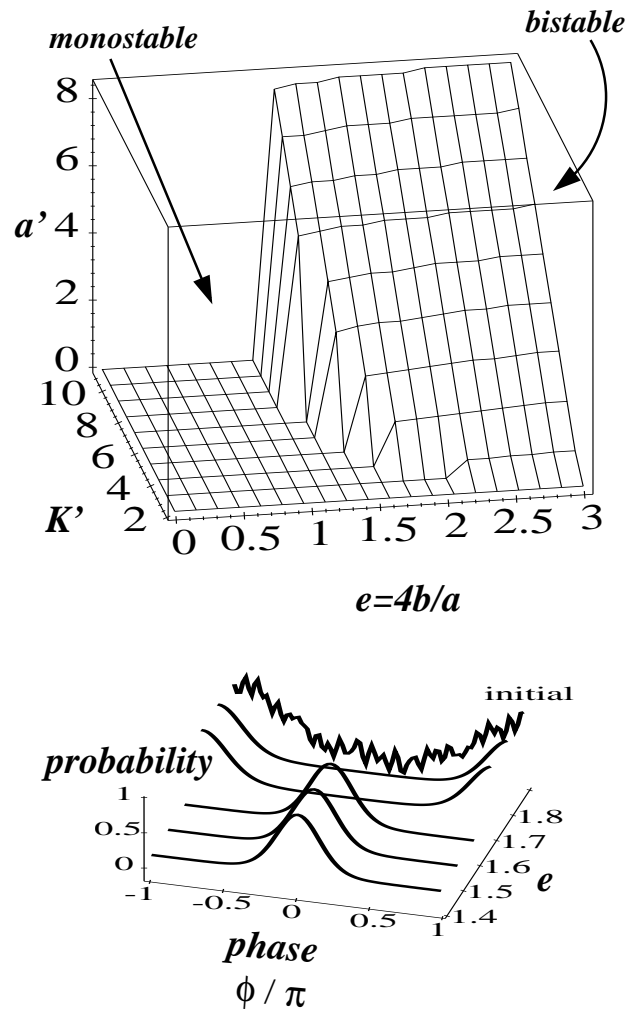 monostable
bistable
8
6
a’ 4
2
0
10
8
6
4
K’ 2
0 0.5 1 1.5 2 2.5 3
e=4b/a
initial
probability
1
0.5
0
1.8
1.7
1.6
1.5
1.4
e
-1 -0.5 0 0.5 1
phase
ϕ / π